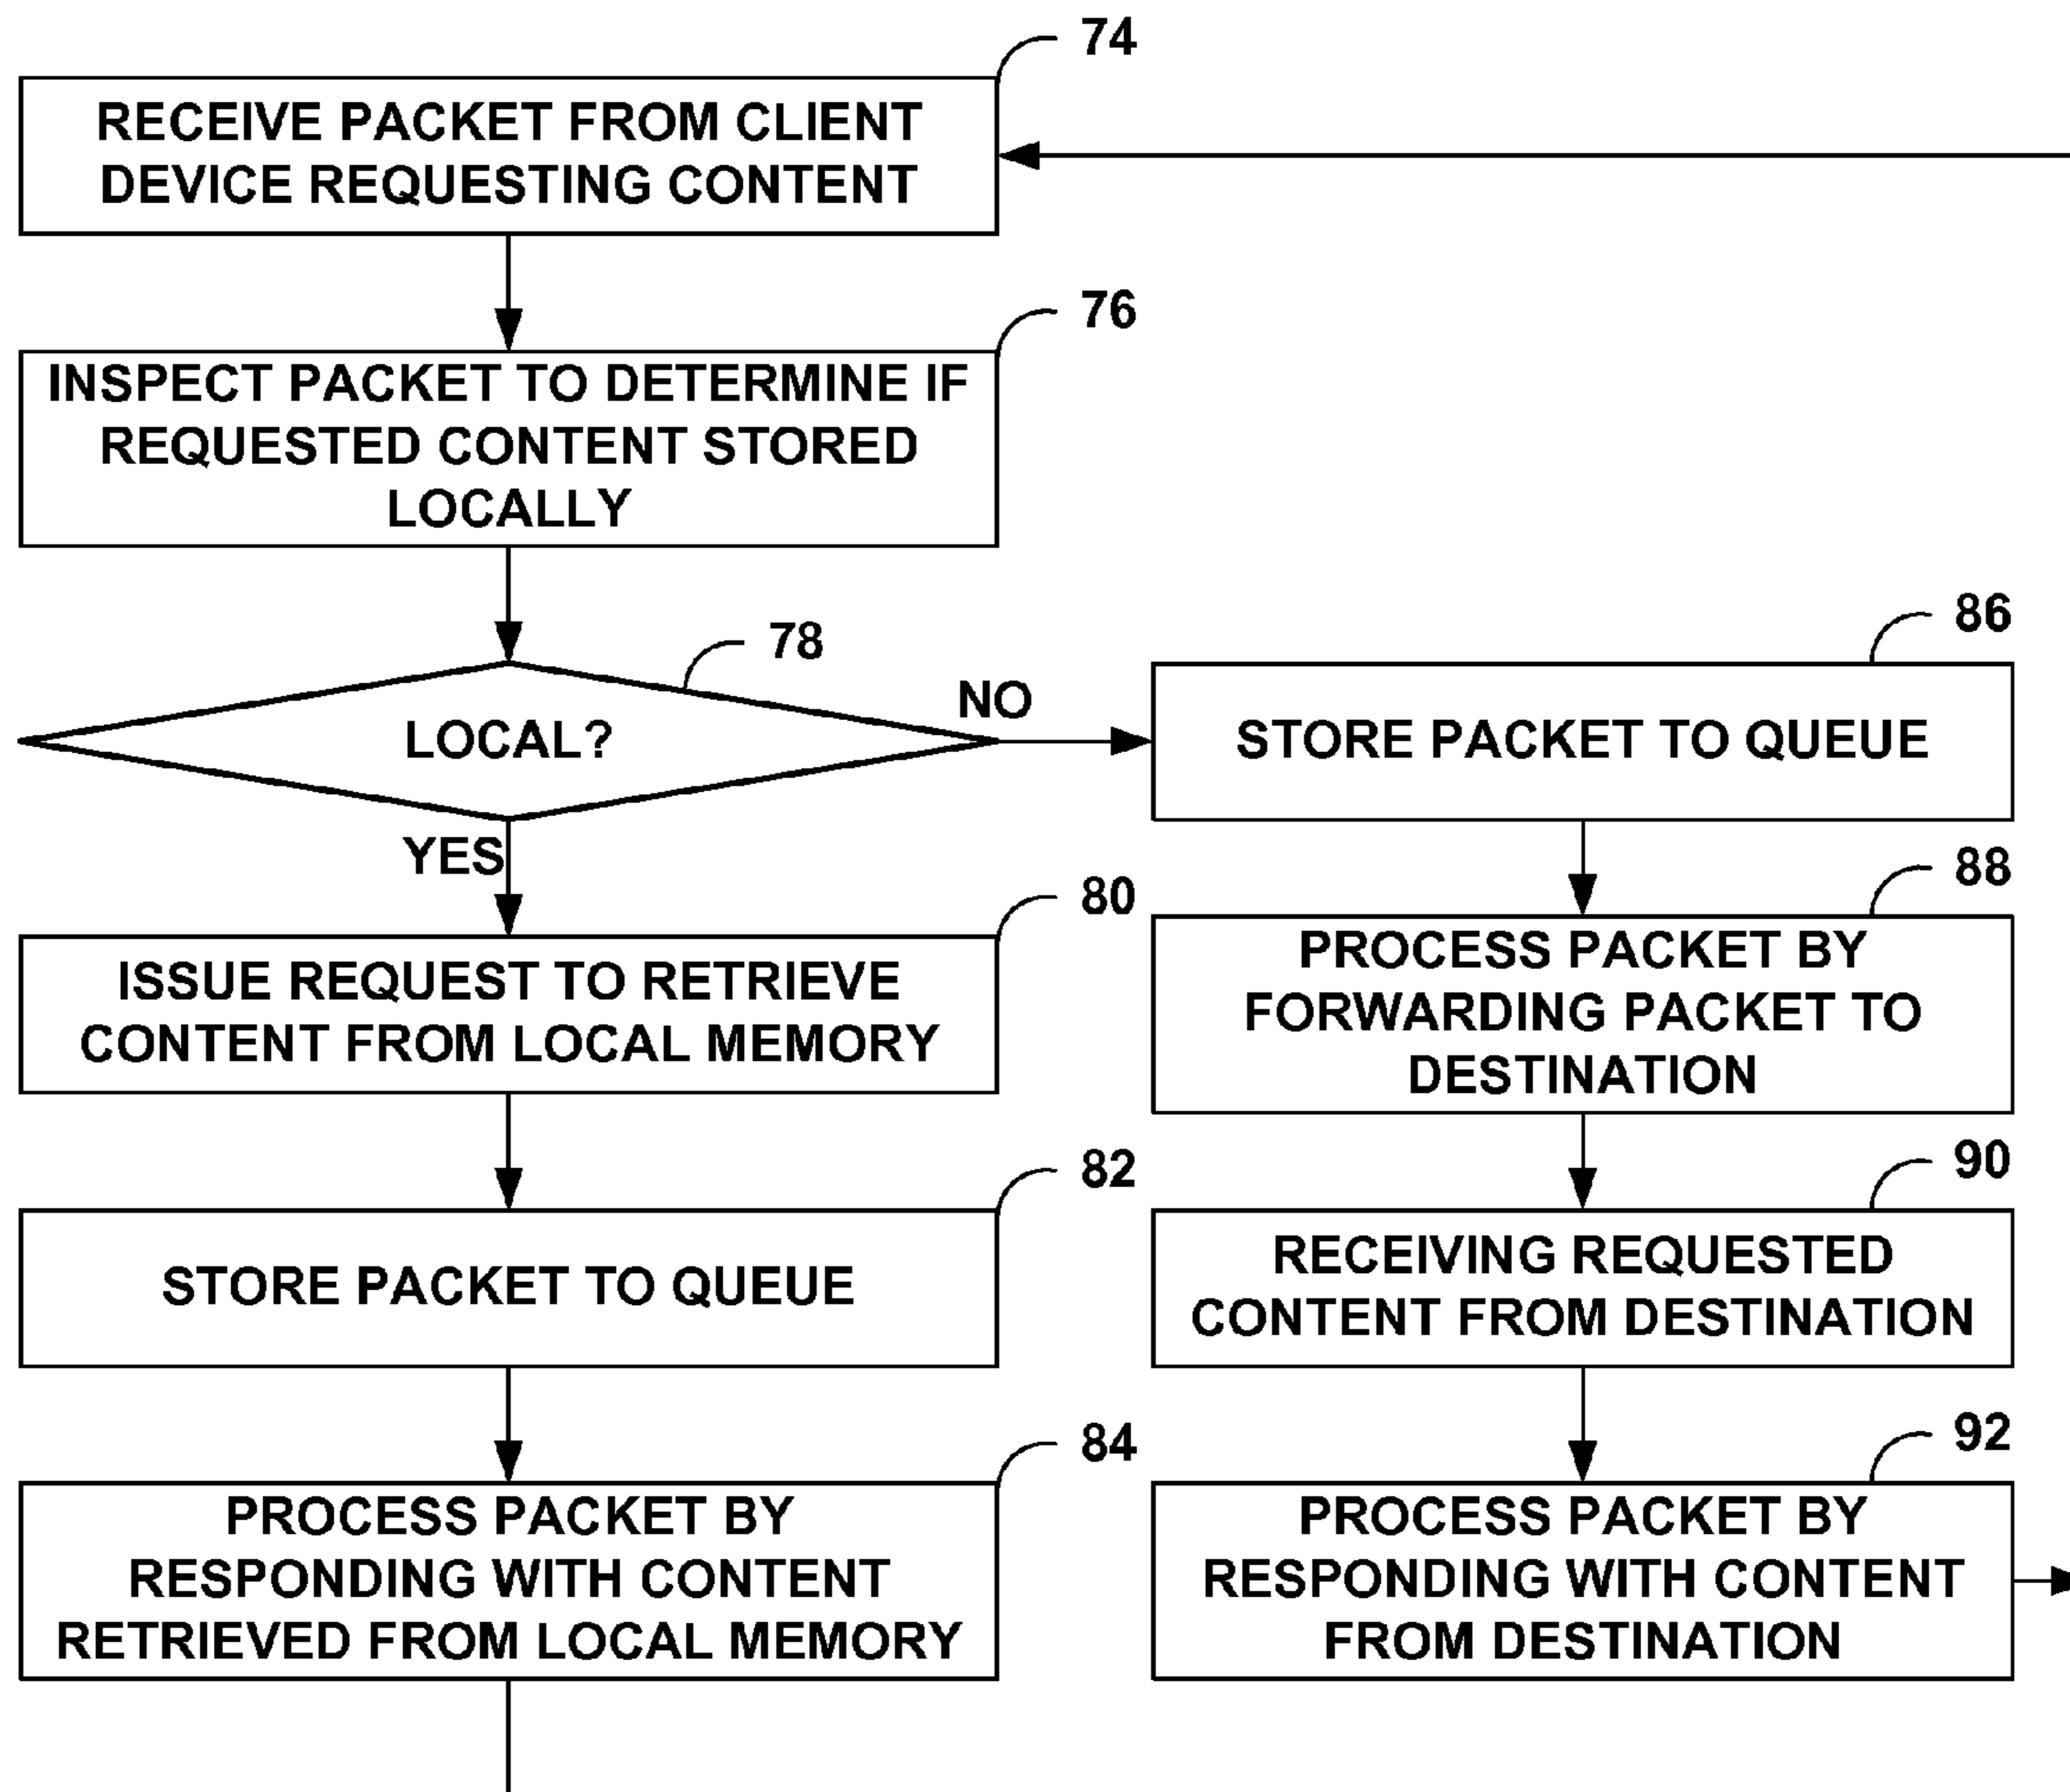 74
RECEIVE PACKET FROM CLIENT
DEVICE REQUESTING CONTENT
76
INSPECT PACKET TO DETERMINE IF
REQUESTED CONTENT STORED
LOCALLY
78
LOCAL?
NO
YES
80
ISSUE REQUEST TO RETRIEVE
CONTENT FROM LOCAL MEMORY
82
STORE PACKET TO QUEUE
84
PROCESS PACKET BY
RESPONDING WITH CONTENT
RETRIEVED FROM LOCAL MEMORY
86
STORE PACKET TO QUEUE
88
PROCESS PACKET BY
FORWARDING PACKET TO
DESTINATION
90
RECEIVING REQUESTED
CONTENT FROM DESTINATION
92
PROCESS PACKET BY
RESPONDING WITH CONTENT
FROM DESTINATION